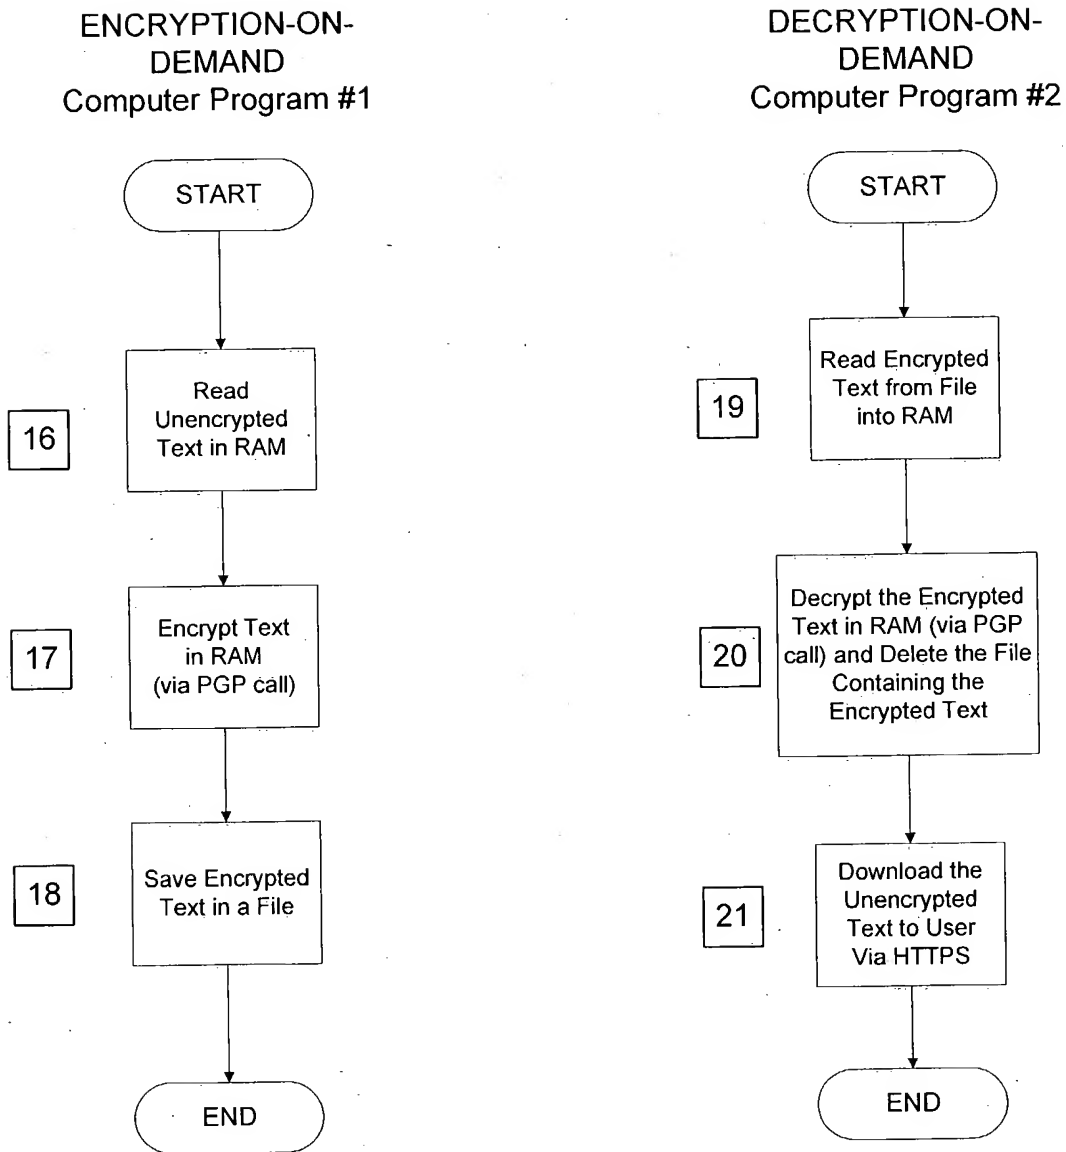 ENCRYPTION-ON-
DEMAND
Computer Program #1
START
16
Read
Unencrypted
Text in RAM
17
Encrypt Text
in RAM
(via PGP call)
18
Save Encrypted
Text in a File
END
DECRYPTION-ON-
DEMAND
Computer Program #2
START
19
Read Encrypted
Text from File
into RAM
20
Decrypt the Encrypted
Text in RAM (via PGP
call) and Delete the File
Containing the
Encrypted Text
21
Download the
Unencrypted
Text to User
Via HTTPS
END